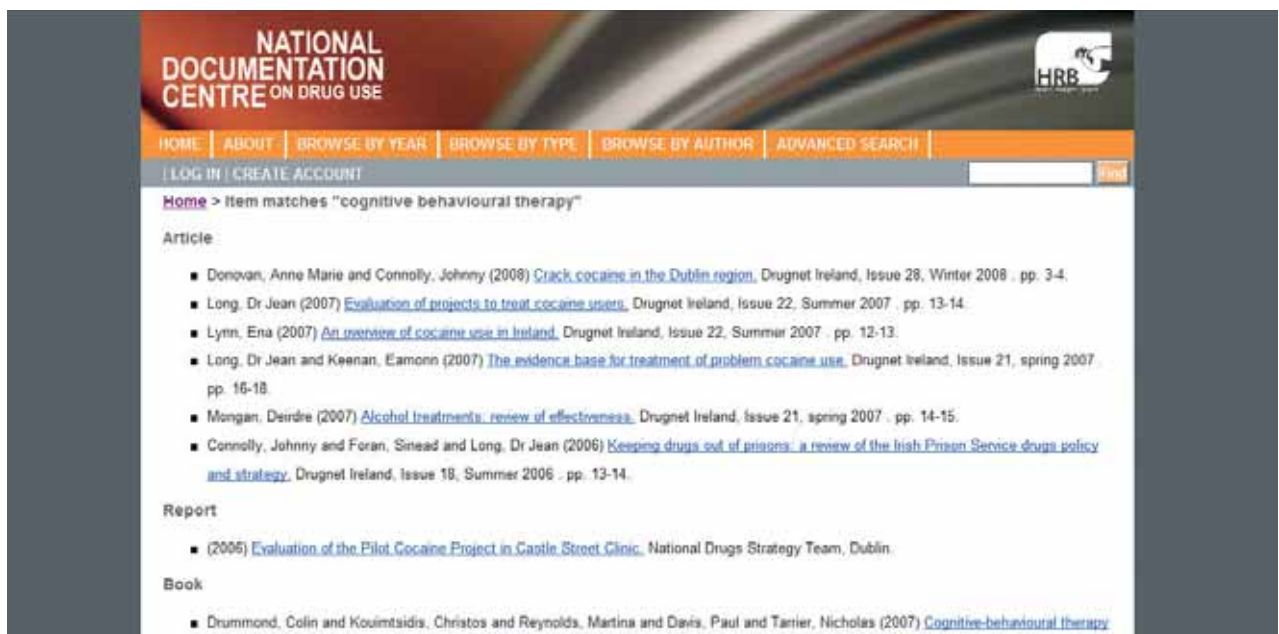 NATIONAL
DOCUMENTATION
CENTRE ON DRUG USE
HRB
HOME | ABOUT | BROWSE BY YEAR | BROWSE BY TYPE | BROWSE BY AUTHOR | ADVANCED SEARCH |
| LOG IN | CREATE ACCOUNT
Find
Home > Item matches "cognitive behavioural therapy"
Article
■ Donovan, Anne Marie and Connolly, Johnny (2008) Crack cocaine in the Dublin region. Drugnet Ireland, Issue 28, Winter 2008 . pp. 3-4.
■ Long, Dr Jean (2007) Evaluation of projects to treat cocaine users. Drugnet Ireland, Issue 22, Summer 2007 . pp. 13-14.
■ Lynn, Ena (2007) An overview of cocaine use in Ireland. Drugnet Ireland, Issue 22, Summer 2007 . pp. 12-13.
■ Long, Dr Jean and Keenan, Eamonn (2007) The evidence base for treatment of problem cocaine use. Drugnet Ireland, Issue 21, spring 2007 .
pp. 16-18.
■ Mongan, Deirdre (2007) Alcohol treatments: review of effectiveness. Drugnet Ireland, Issue 21, spring 2007 . pp. 14-15.
■ Connolly, Johnny and Foran, Sinead and Long, Dr Jean (2006) Keeping drugs out of prisons: a review of the Irish Prison Service drugs policy
and strategy. Drugnet Ireland, Issue 18, Summer 2006 . pp. 13-14.
Report
■ (2006) Evaluation of the Pilot Cocaine Project in Castle Street Clinic. National Drugs Strategy Team, Dublin.
Book
■ Drummond, Colin and Kouimtsidis, Christos and Reynolds, Martina and Davis, Paul and Tarrier, Nicholas (2007) Cognitive-behavioural therapy